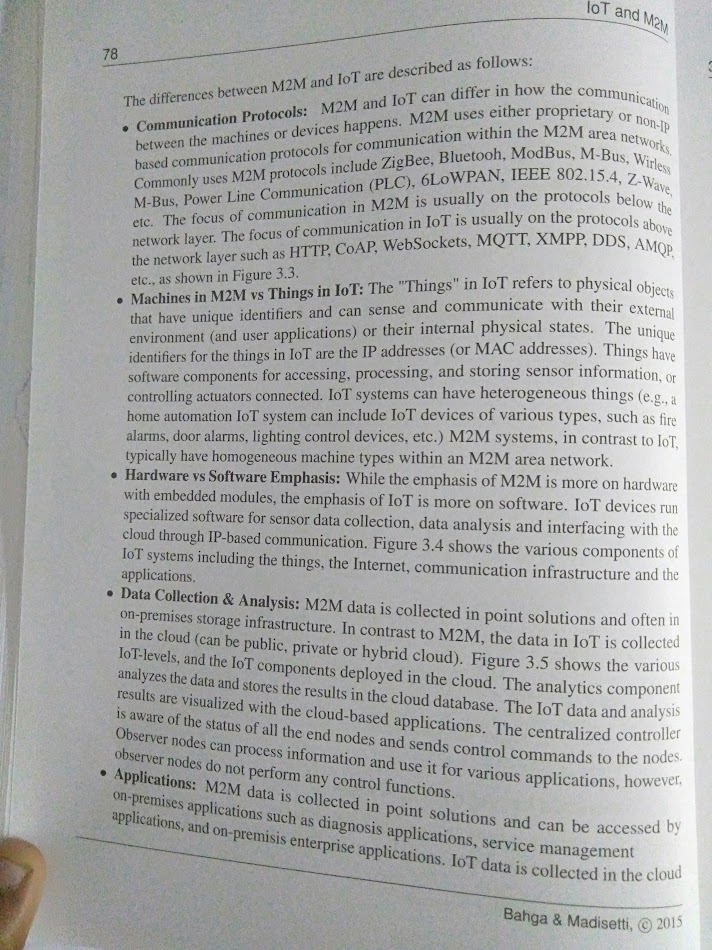 78
IoT and M2M
The differences between M2M and IoT are described as follows:
• Communication Protocols: M2M and IoT can differ in how the communication
between the machines or devices happens. M2M uses either proprietary or non-IP
based communication protocols for communication within the M2M area networks.
Commonly uses M2M protocols include ZigBee, Bluetooh, ModBus, M-Bus, Wirless
M-Bus, Power Line Communication (PLC), 6LoWPAN, IEEE 802.15.4, Z-Wave,
etc. The focus of communication in M2M is usually on the protocols below the
network layer. The focus of communication in IoT is usually on the protocols above
the network layer such as HTTP, CoAP, WebSockets, MQTT, XMPP, DDS, AMQP,
etc., as shown in Figure 3.3.
• Machines in M2M vs Things in IoT: The "Things" in IoT refers to physical objects
that have unique identifiers and can sense and communicate with their external
environment (and user applications) or their internal physical states. The unique
identifiers for the things in IoT are the IP addresses (or MAC addresses). Things have
software components for accessing, processing, and storing sensor information, or
controlling actuators connected. IoT systems can have heterogeneous things (e.g., a
home automation IoT system can include IoT devices of various types, such as fire
alarms, door alarms, lighting control devices, etc.) M2M systems, in contrast to IoT,
typically have homogeneous machine types within an M2M area network.
• Hardware vs Software Emphasis: While the emphasis of M2M is more on hardware
with embedded modules, the emphasis of IoT is more on software. IoT devices run
specialized software for sensor data collection, data analysis and interfacing with the
cloud through IP-based communication. Figure 3.4 shows the various components of
IoT systems including the things, the Internet, communication infrastructure and the
applications.
• Data Collection & Analysis: M2M data is collected in point solutions and often in
on-premises storage infrastructure. In contrast to M2M, the data in IoT is collected
in the cloud (can be public, private or hybrid cloud). Figure 3.5 shows the various
IoT-levels, and the IoT components deployed in the cloud. The analytics component
analyzes the data and stores the results in the cloud database. The IoT data and analysis
results are visualized with the cloud-based applications. The centralized controller
is aware of the status of all the end nodes and sends control commands to the nodes.
Observer nodes can process information and use it for various applications, however,
observer nodes do not perform any control functions.
• Applications: M2M data is collected in point solutions and can be accessed by
on-premises applications such as diagnosis applications, service management
applications, and on-premisis enterprise applications. IoT data is collected in the cloud
Bahga & Madisetti, © 2015